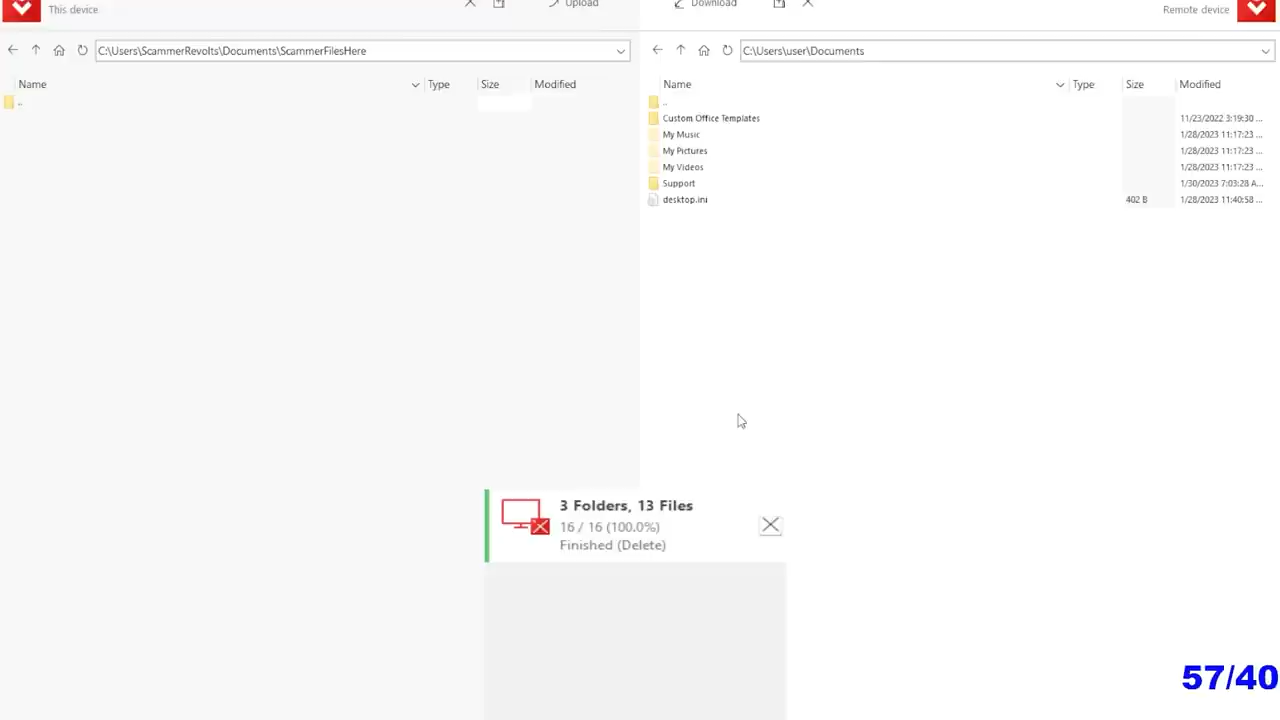 This device
Upload
Download
Remote device
C:\Users\ScammerRevolts\Documents\ScammerFilesHere
C:\Users\user\Documents
Name Type Size Modified
Name Type Size Modified
..
..
Custom Office Templates 11/23/2022 3:19:30 ...
My Music 1/28/2023 11:17:23 ...
My Pictures 1/28/2023 11:17:23 ...
My Videos 1/28/2023 11:17:23 ...
Support 1/30/2023 7:03:28 A...
desktop.ini 402 B 1/28/2023 11:40:58 ...
3 Folders, 13 Files
16 / 16 (100.0%)
Finished (Delete)
57/40